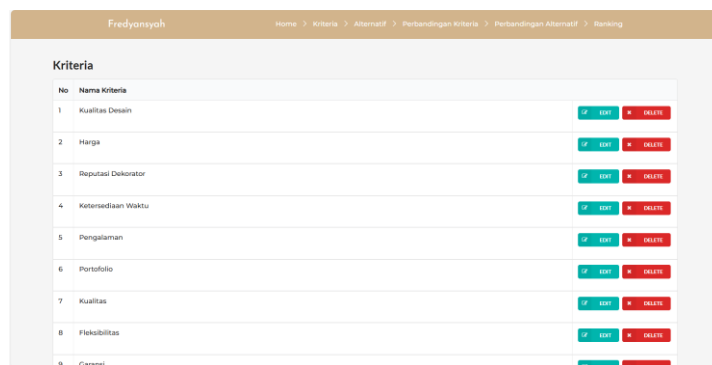 Fredyansyah Home > Kriteria > Alternatif > Perbandingan Kriteria > Perbandingan Alternatif > Ranking
Kriteria
No Nama Kriteria
1 Kualitas Desain EDIT DELETE
2 Harga EDIT DELETE
3 Reputasi Dekorator EDIT DELETE
4 Ketersediaan Waktu EDIT DELETE
5 Pengalaman EDIT DELETE
6 Portofolio EDIT DELETE
7 Kualitas EDIT DELETE
8 Fleksibilitas EDIT DELETE
9 Garansi